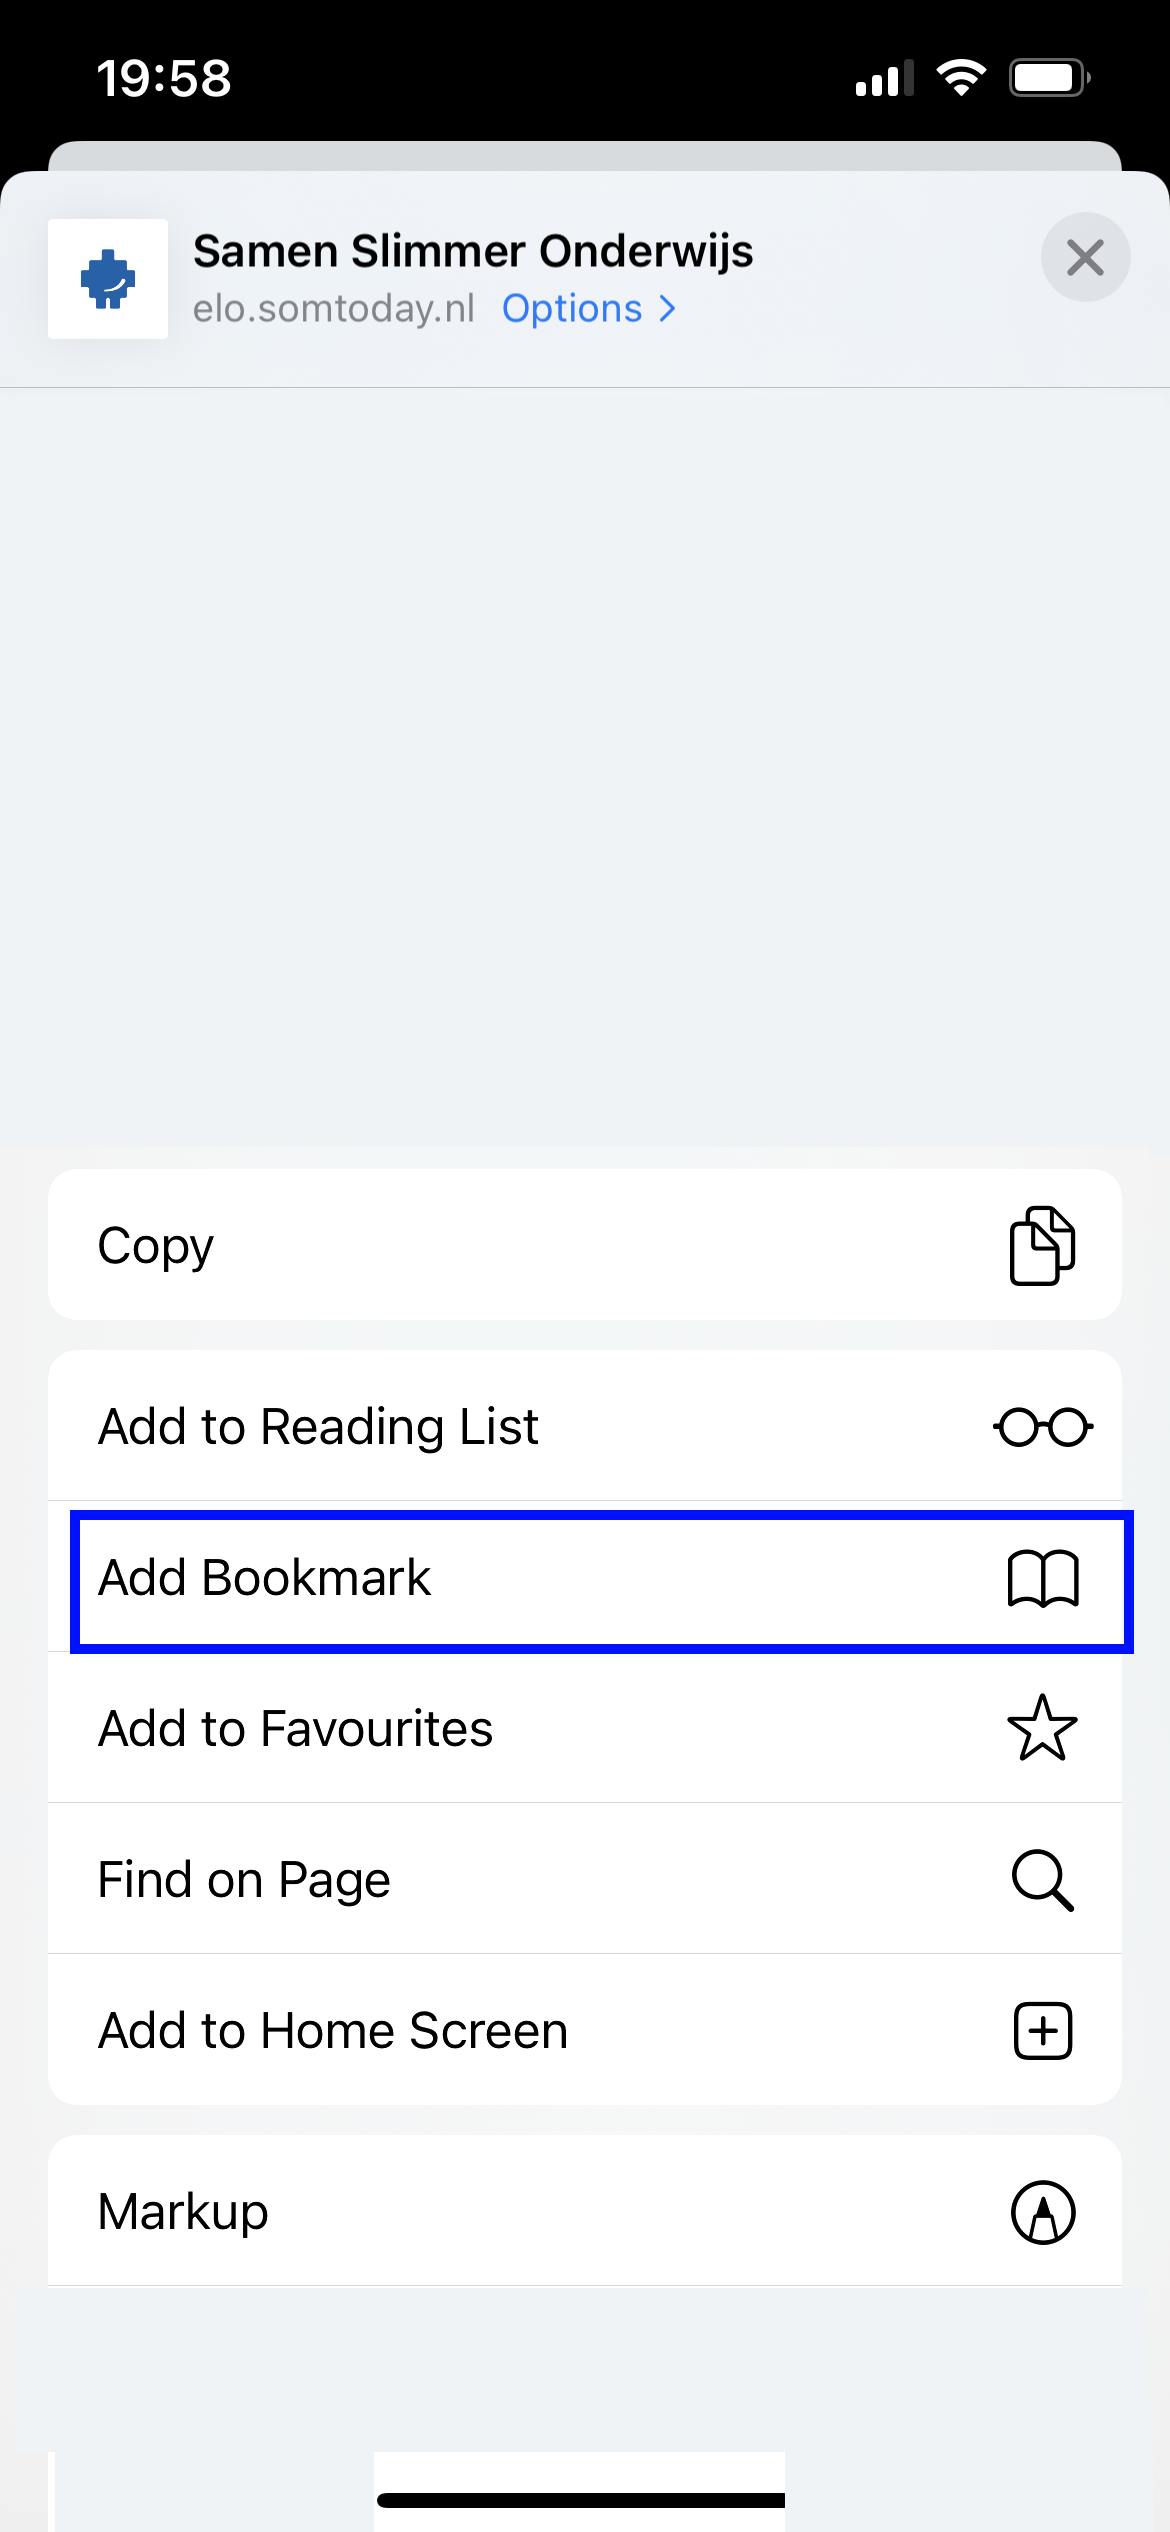 19:58
Samen Slimmer Onderwijs
elo.somtoday.nl Options >
Copy
Add to Reading List
Add Bookmark
Add to Favourites
Find on Page
Add to Home Screen
Markup